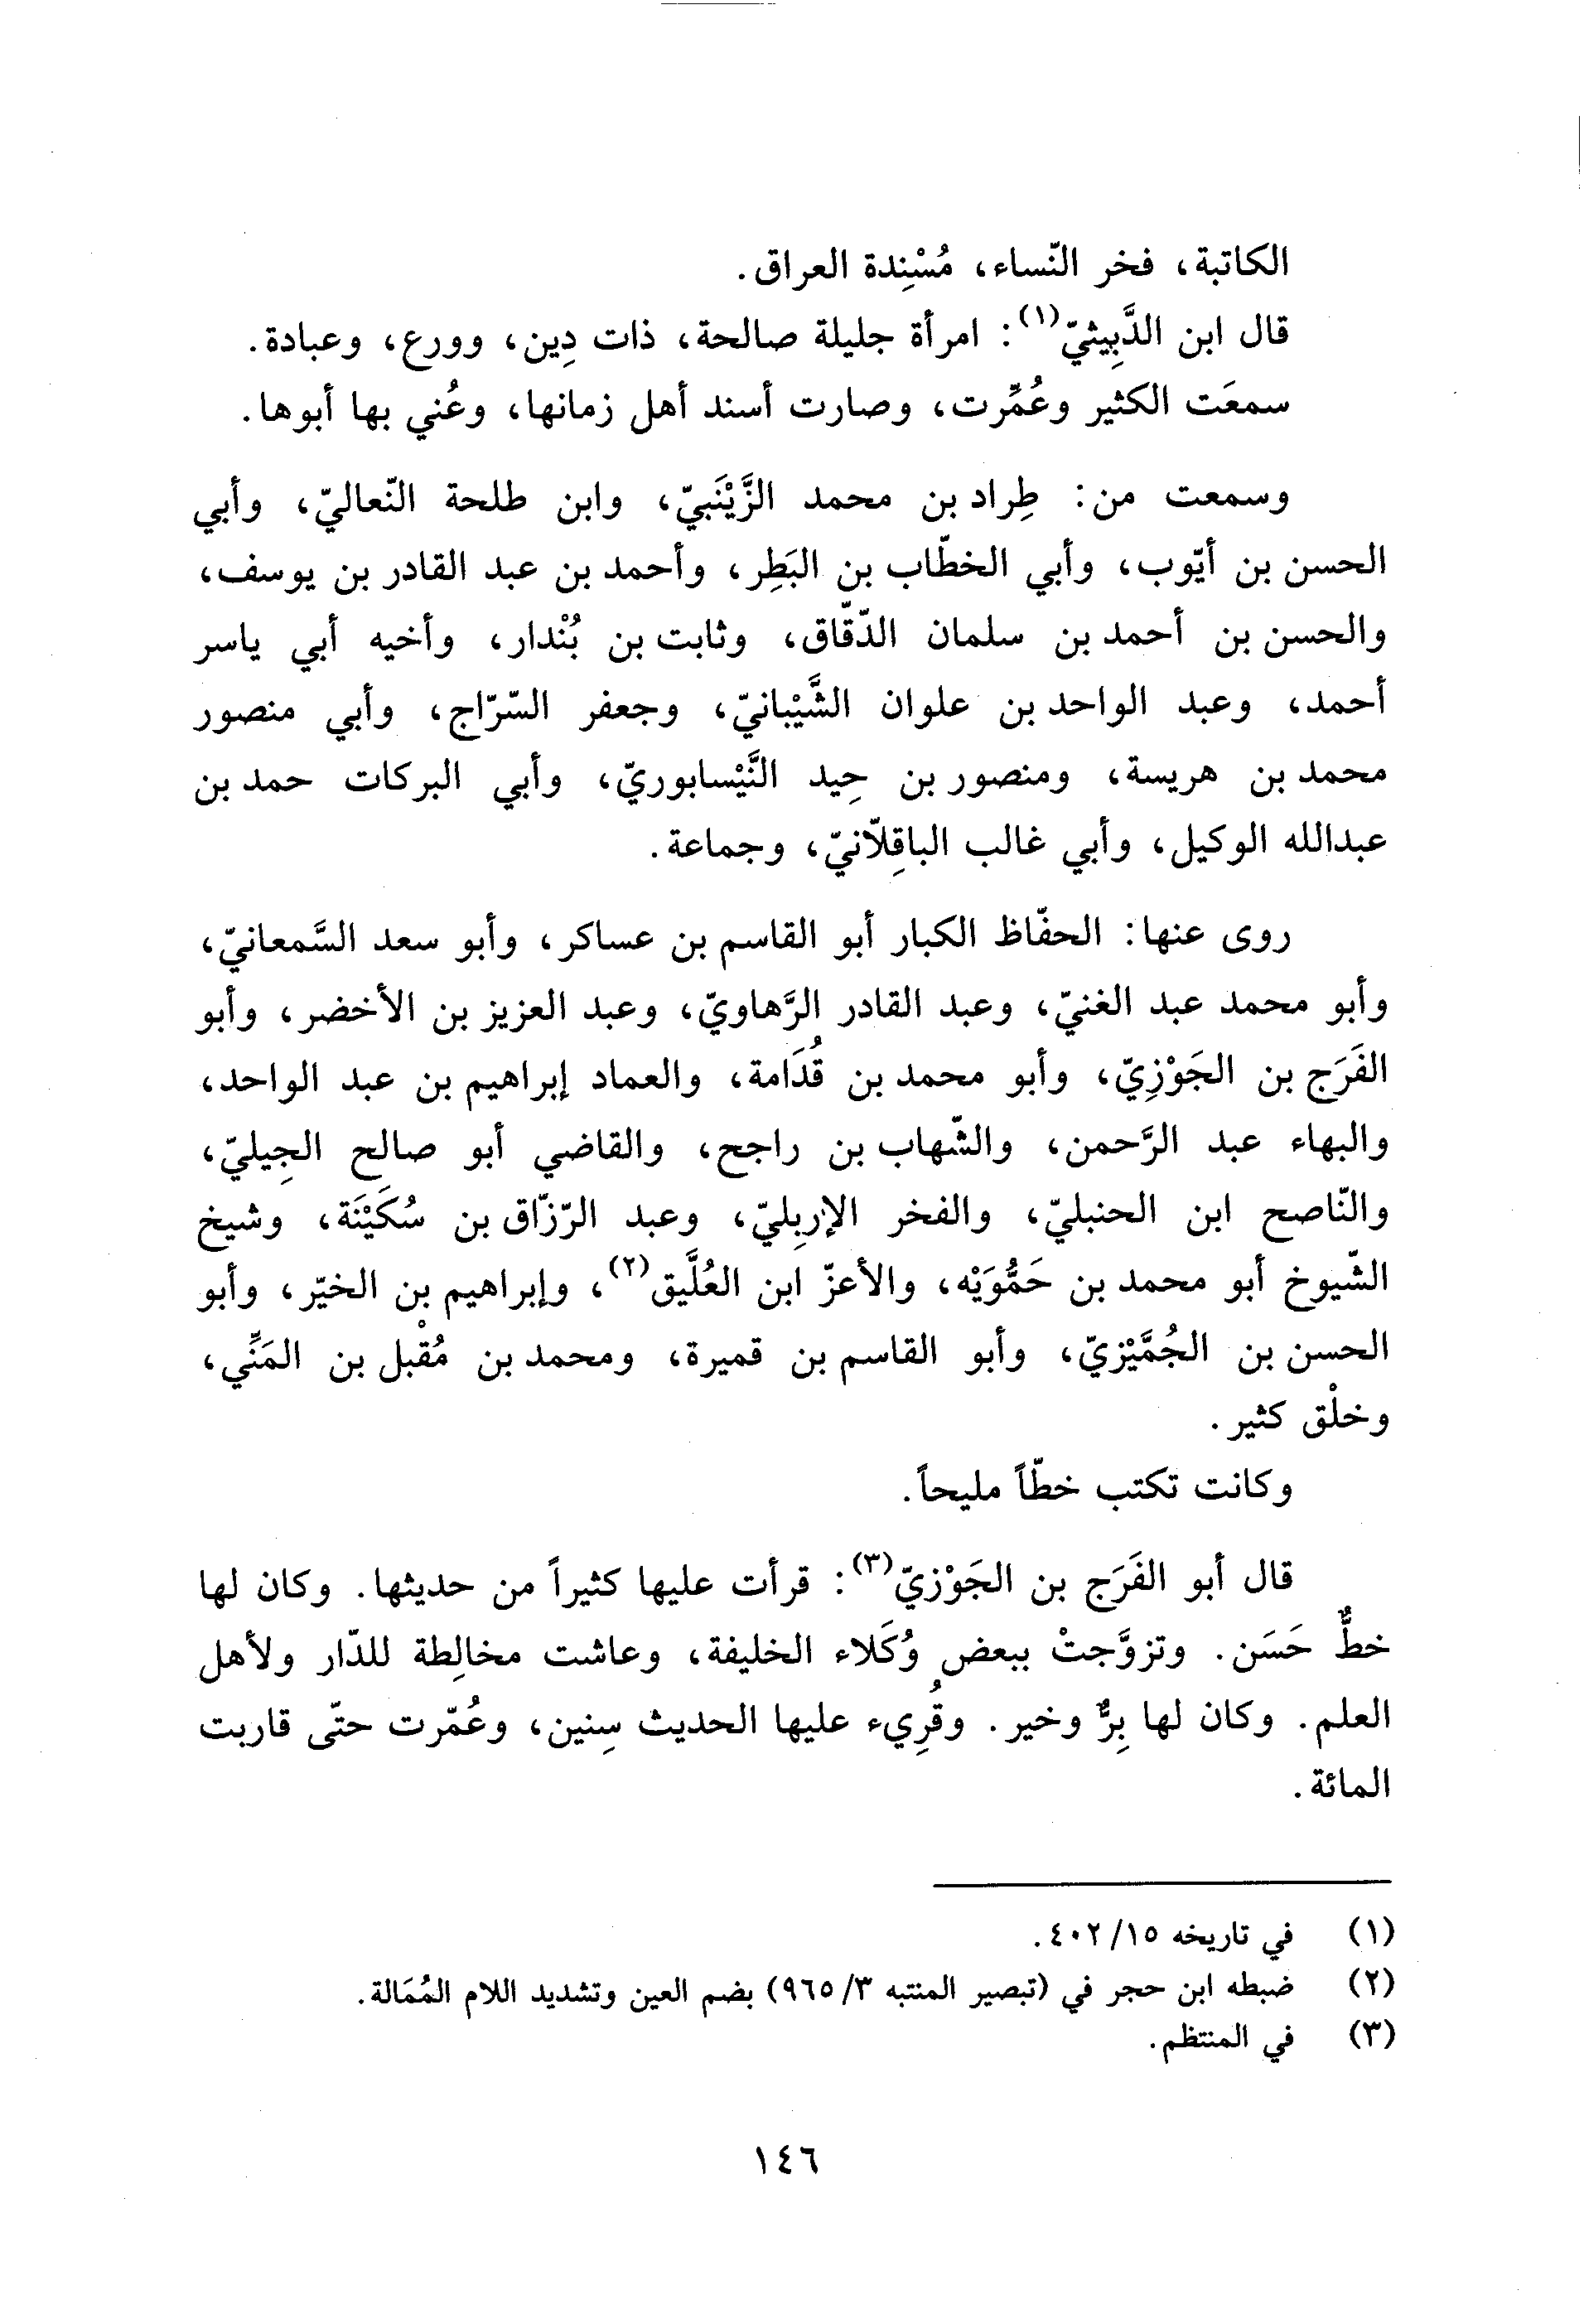 الكاتبة، فخر النّساء، مُسْنِدة العراق.
قال ابن الدَّبِيثيّ(١): امرأة جليلة صالحة، ذات دِين، وورع، وعبادة.
سمعَت الكثير وعُمِّرت، وصارت أسند أهل زمانها، وعُني بها أبوها.
وسمعت من: طِراد بن محمد الزَّيْنَبيّ، وابن طلحة النّعاليّ، وأبي
الحسن بن أيّوب، وأبي الخطّاب بن البَطِر، وأحمد بن عبد القادر بن يوسف،
والحسن بن أحمد بن سلمان الدّقّاق، وثابت بن بُنْدار، وأخيه أبي ياسر
أحمد، وعبد الواحد بن علوان الشَّيْبانيّ، وجعفر السّرّاج، وأبي منصور
محمد بن هريسة، ومنصور بن حِيد النَّيْسابوريّ، وأبي البركات حمد بن
عبدالله الوكيل، وأبي غالب الباقِلّانيّ، وجماعة.
روى عنها: الحفّاظ الكبار أبو القاسم بن عساكر، وأبو سعد السَّمعانيّ،
وأبو محمد عبد الغنيّ، وعبد القادر الرَّهاويّ، وعبد العزيز بن الأخضر، وأبو
الفَرَج بن الجَوْزِيّ، وأبو محمد بن قُدَامة، والعماد إبراهيم بن عبد الواحد،
والبهاء عبد الرَّحمن، والشّهاب بن راجح، والقاضي أبو صالح الجِيليّ،
والنّاصح ابن الحنبليّ، والفخر الإربِليّ، وعبد الرّزّاق بن سُكَيْنَة، وشيخ
الشّيوخ أبو محمد بن حَمُّوَيْه، والأعزّ ابن العُلَّيق(٢)، وإبراهيم بن الخيّر، وأبو
الحسن بن الجُمَّيْزيّ، وأبو القاسم بن قميرة، ومحمد بن مُقْبل بن المَنِّي،
وخلْق كثير.
وكانت تكتب خطّاً مليحاً.
قال أبو الفَرَج بن الجَوْزيّ(٣): قرأت عليها كثيراً من حديثها. وكان لها
خطٌّ حَسَن. وتزوَّجتْ ببعض وُكَلاء الخليفة، وعاشت مخالِطة للدّار ولأهل
العلم. وكان لها بِرٌّ وخير. وقُرِيء عليها الحديث سِنين، وعُمّرت حتّى قاربت
المائة.
(١) في تاريخه ١٥/ ٤٠٢.
(٢) ضبطه ابن حجر في (تبصير المنتبه ٣/ ٩٦٥) بضم العين وتشديد اللام المُمَالة.
(٣) في المنتظم.
١٤٦